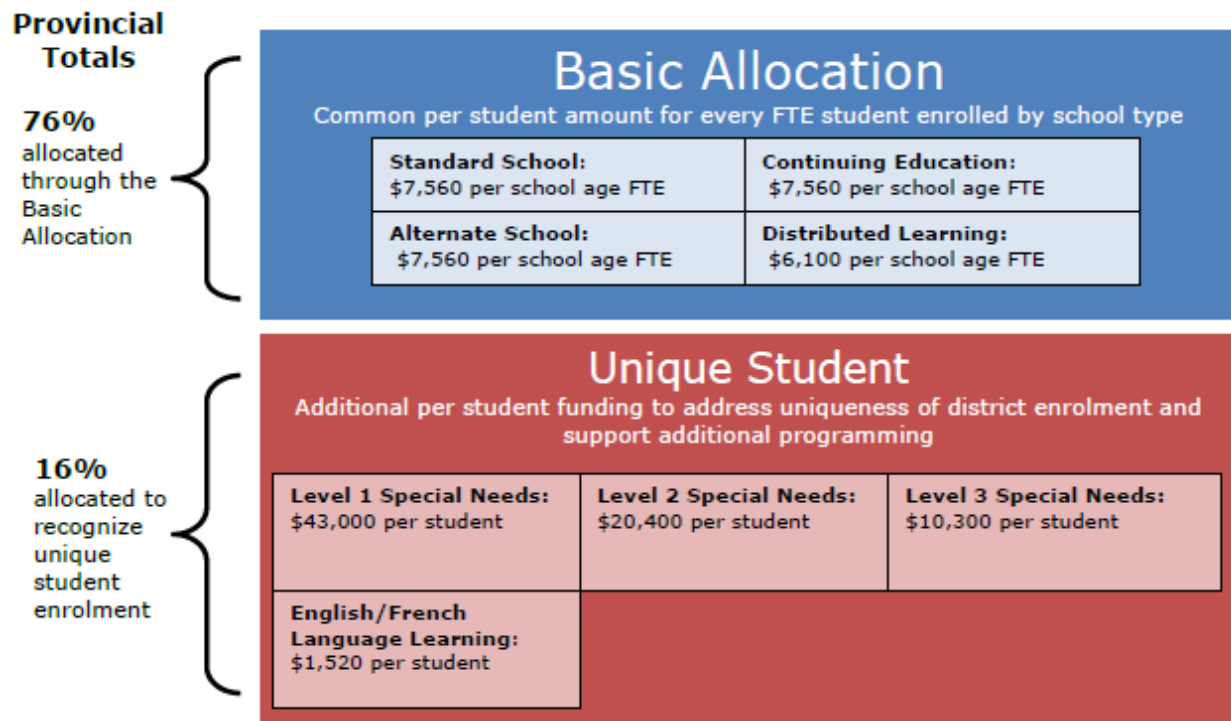 Provincial
Totals
76%
allocated
through the
Basic
Allocation
Basic Allocation
Common per student amount for every FTE student enrolled by school type
Standard School:
$7,560 per school age FTE
Continuing Education:
$7,560 per school age FTE
Alternate School:
$7,560 per school age FTE
Distributed Learning:
$6,100 per school age FTE
16%
allocated to
recognize
unique
student
enrolment
Unique Student
Additional per student funding to address uniqueness of district enrolment and
support additional programming
Level 1 Special Needs:
$43,000 per student
Level 2 Special Needs:
$20,400 per student
Level 3 Special Needs:
$10,300 per student
English/French
Language Learning:
$1,520 per student